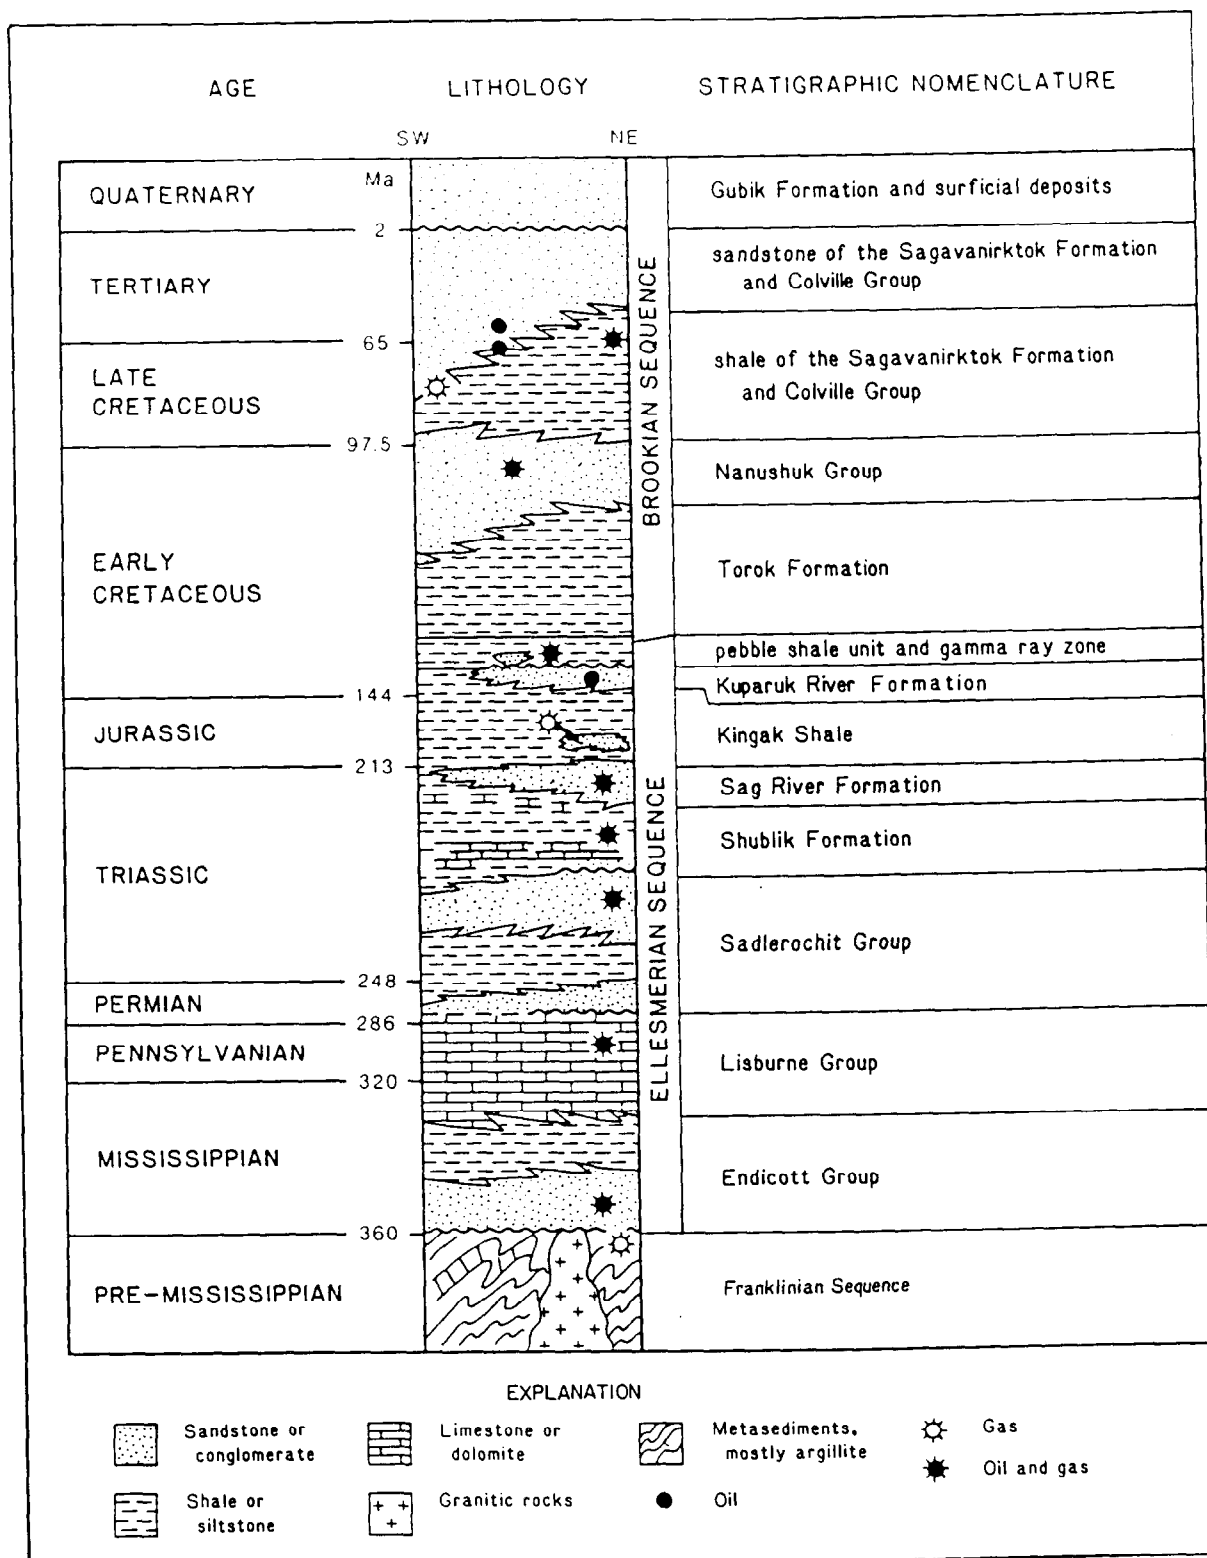 AGE
LITHOLOGY
STRATIGRAPHIC NOMENCLATURE
SW
NE
Ma
QUATERNARY
Gubik Formation and surficial deposits
2
TERTIARY
sandstone of the Sagavanirktok Formation
and Colville Group
65
LATE
CRETACEOUS
shale of the Sagavanirktok Formation
and Colville Group
97.5
Nanushuk Group
EARLY
CRETACEOUS
Torok Formation
BROOKIAN SEQUENCE
pebble shale unit and gamma ray zone
Kuparuk River Formation
144
JURASSIC
Kingak Shale
213
Sag River Formation
Shublik Formation
TRIASSIC
Sadlerochit Group
ELLESMERIAN SEQUENCE
248
PERMIAN
286
PENNSYLVANIAN
Lisburne Group
320
MISSISSIPPIAN
Endicott Group
360
PRE-MISSISSIPPIAN
Franklinian Sequence
EXPLANATION
Sandstone or
conglomerate
Limestone or
dolomite
Metasediments,
mostly argillite
Gas
Oil and gas
Shale or
siltstone
Granitic rocks
Oil